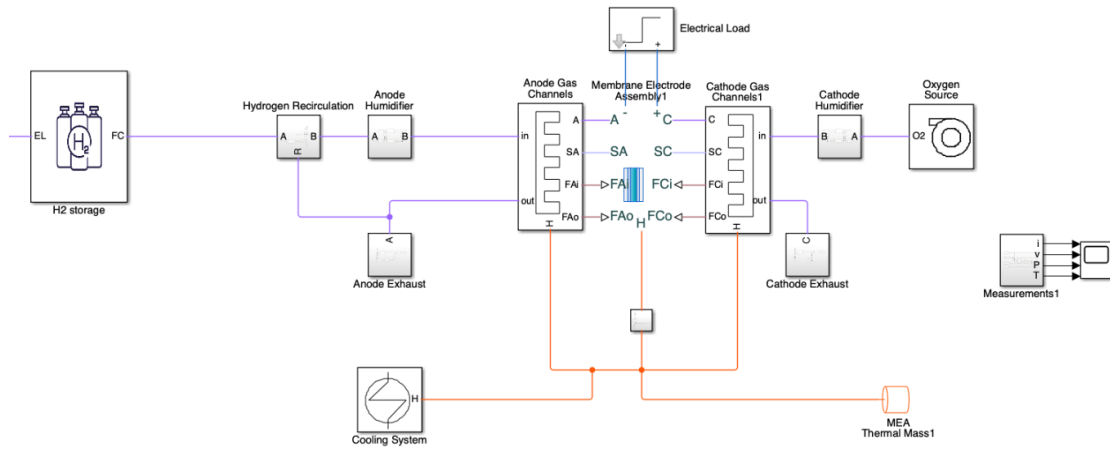 Electrical Load
-
+
Anode Gas
Channels
Membrane Electrode
Assembly1
Cathode Gas
Channels1
Oxygen
Source
Hydrogen Recirculation
Anode
Humidifier
Cathode
Humidifier
EL
H2
FC
A
B
R
A
B
in
out
A
SA
FAi
FAo
H
A
-
+
C
SA
SC
FAi
FCi
FAo
FCo
H
C
SC
FCi
FCo
in
out
H
B
A
O2
H2 storage
A
Anode Exhaust
C
Cathode Exhaust
i
v
P
T
Measurements1
H
Cooling System
MEA
Thermal Mass1